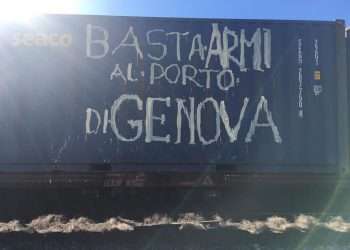 seaco
BASTA ARMI
AL PORTO
DI GENOVA